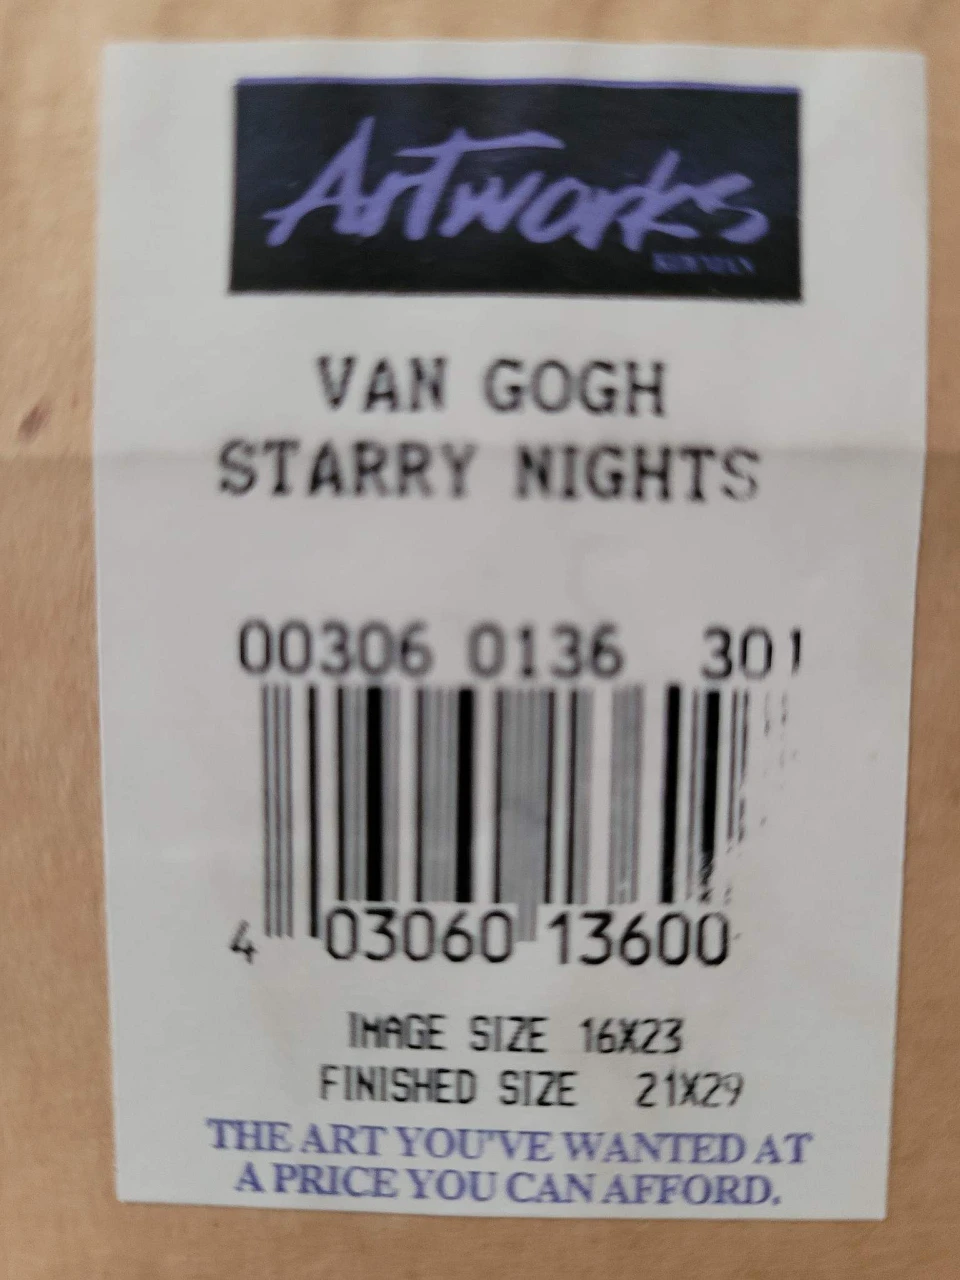 Artworks
VAN GOGH
STARRY NIGHTS
00306 0136 301
4 03060 13600
IMAGE SIZE 16X23
FINISHED SIZE 21X29
THE ART YOU'VE WANTED AT
A PRICE YOU CAN AFFORD.